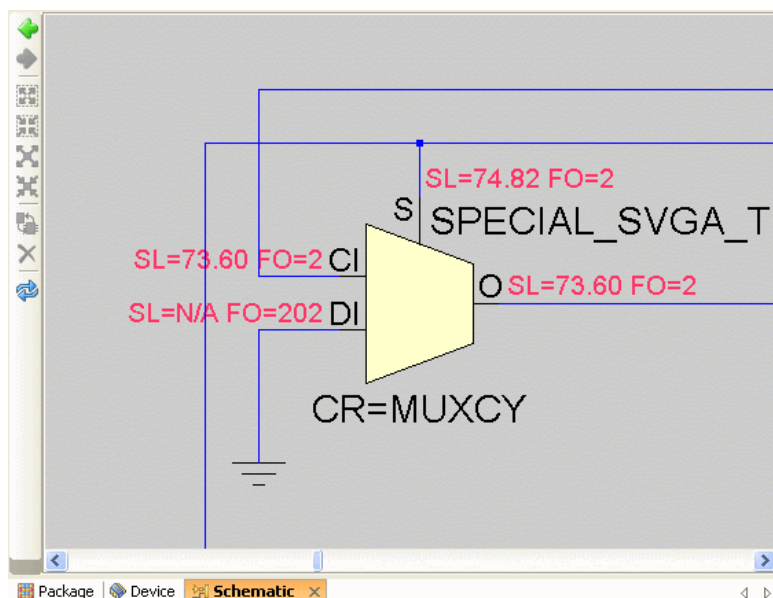 SL=74.82 FO=2
S
SPECIAL_SVGA_T
SL=73.60 FO=2 CI
O SL=73.60 FO=2
SL=N/A FO=202 DI
CR=MUXCY
Package Device Schematic